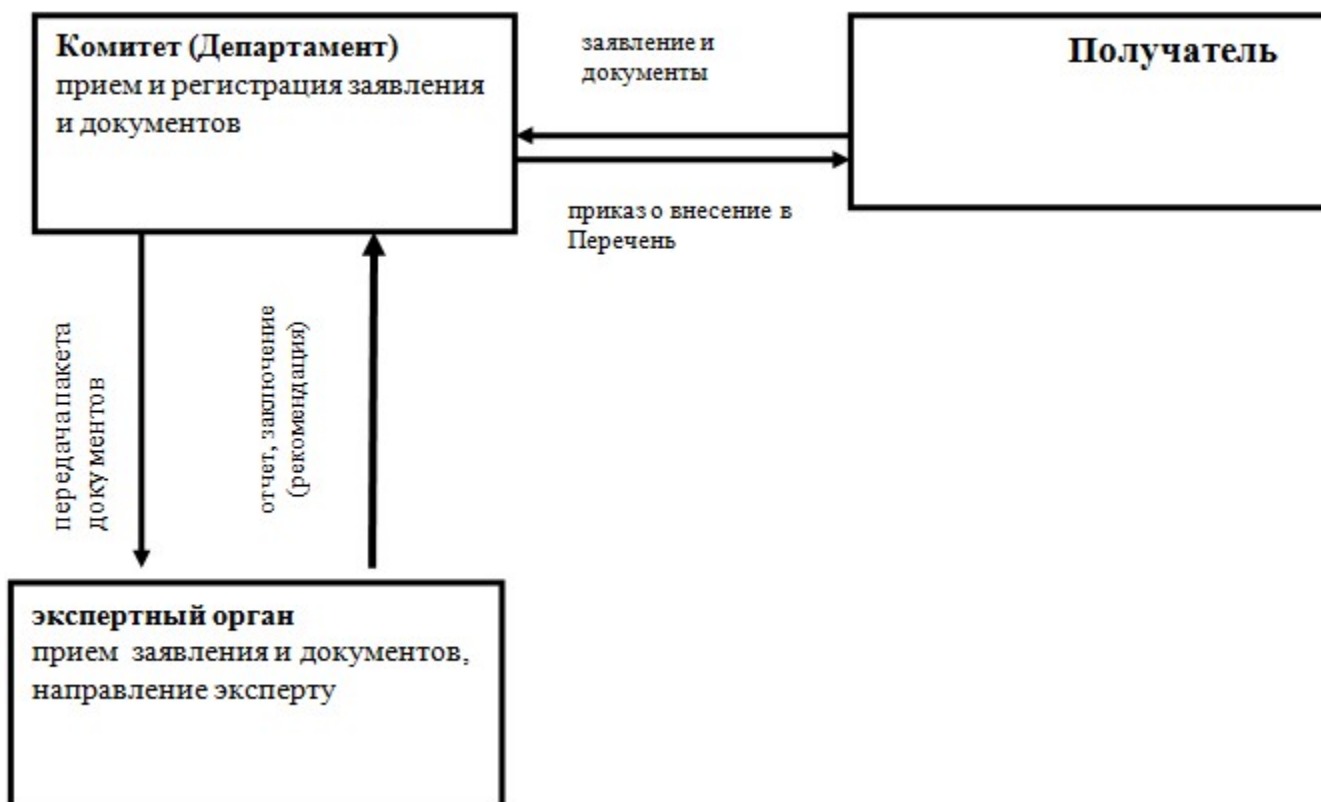 Комитет (Департамент)
прием и регистрация заявления
и документов
заявление и
документы
Получатель
приказ о внесение в
Перечень
передача пакета
документов
отчет, заключение
(рекомендация)
экспертный орган
прием заявления и документов,
направление эксперту